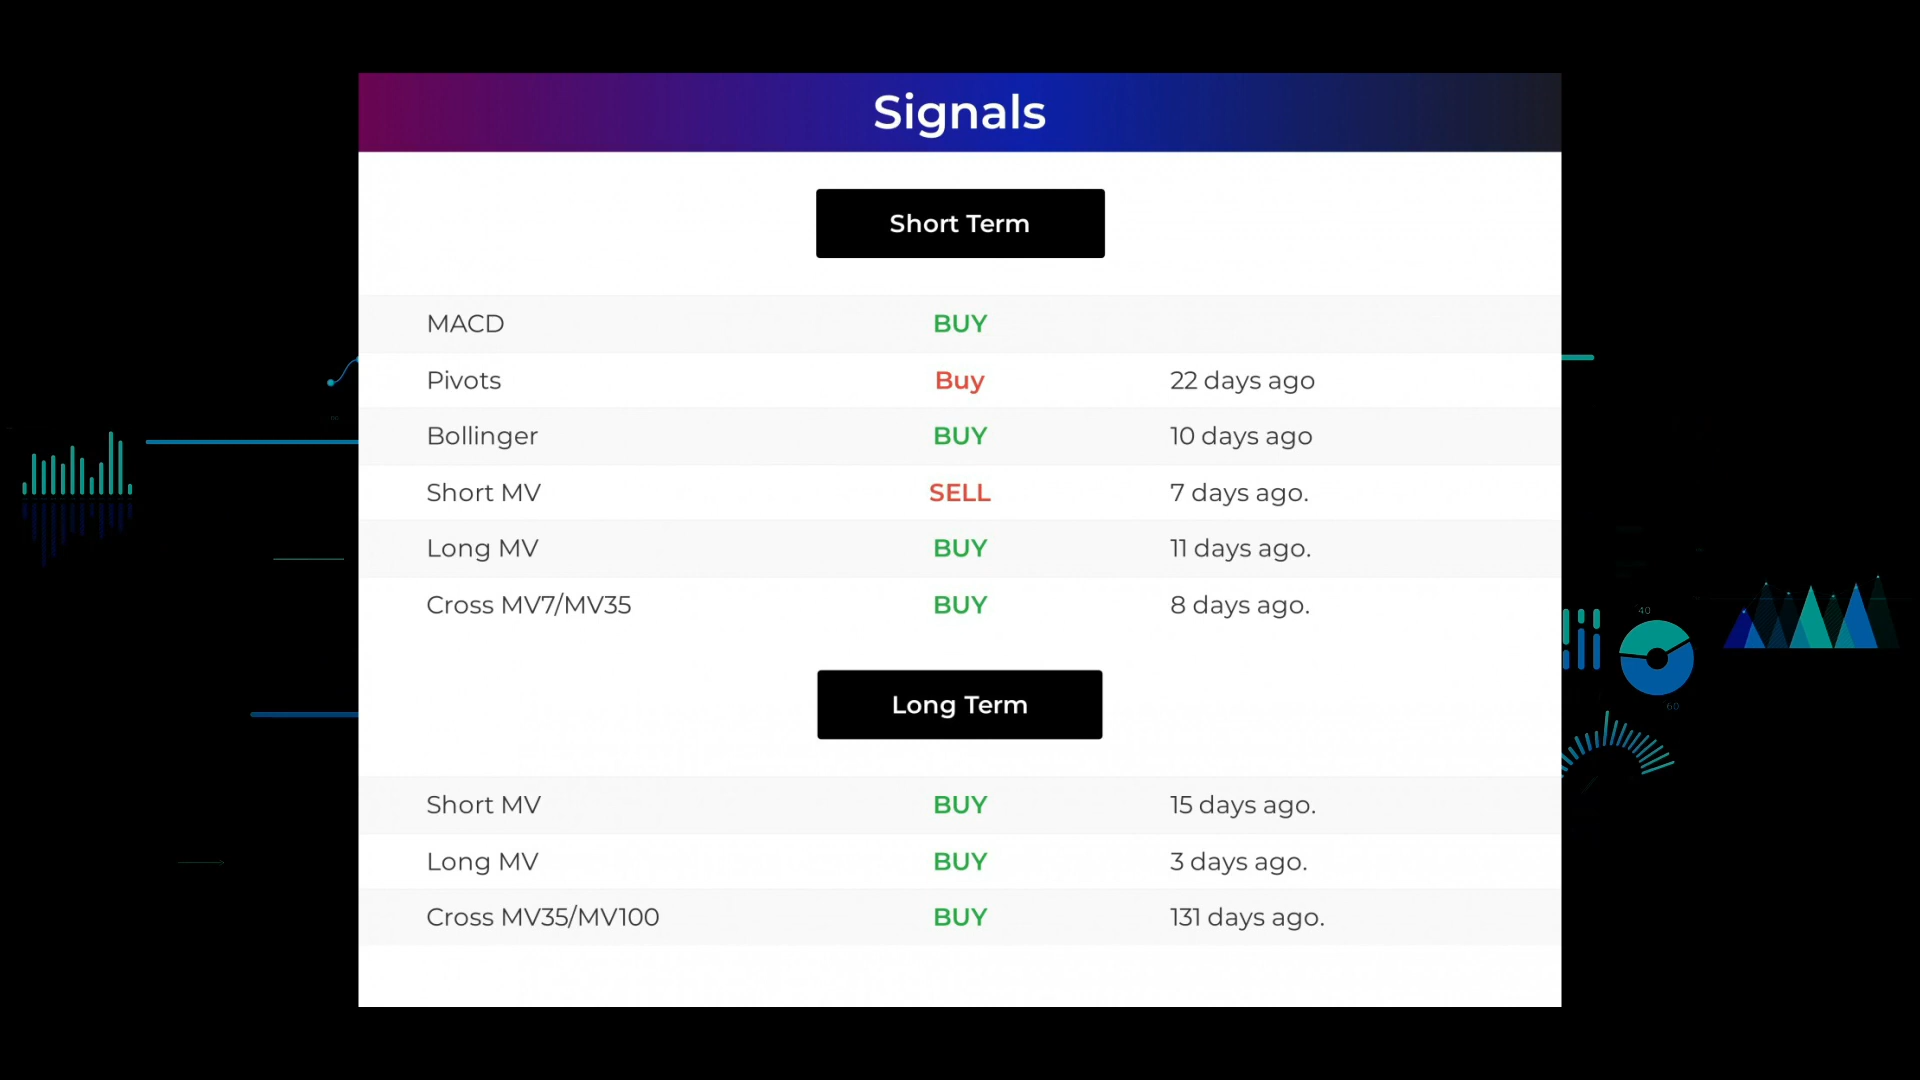 Signals
Short Term
MACD BUY
Pivots Buy 22 days ago
Bollinger BUY 10 days ago
Short MV SELL 7 days ago.
Long MV BUY 11 days ago.
Cross MV7/MV35 BUY 8 days ago.
Long Term
Short MV BUY 15 days ago.
Long MV BUY 3 days ago.
Cross MV35/MV100 BUY 131 days ago.
40
60